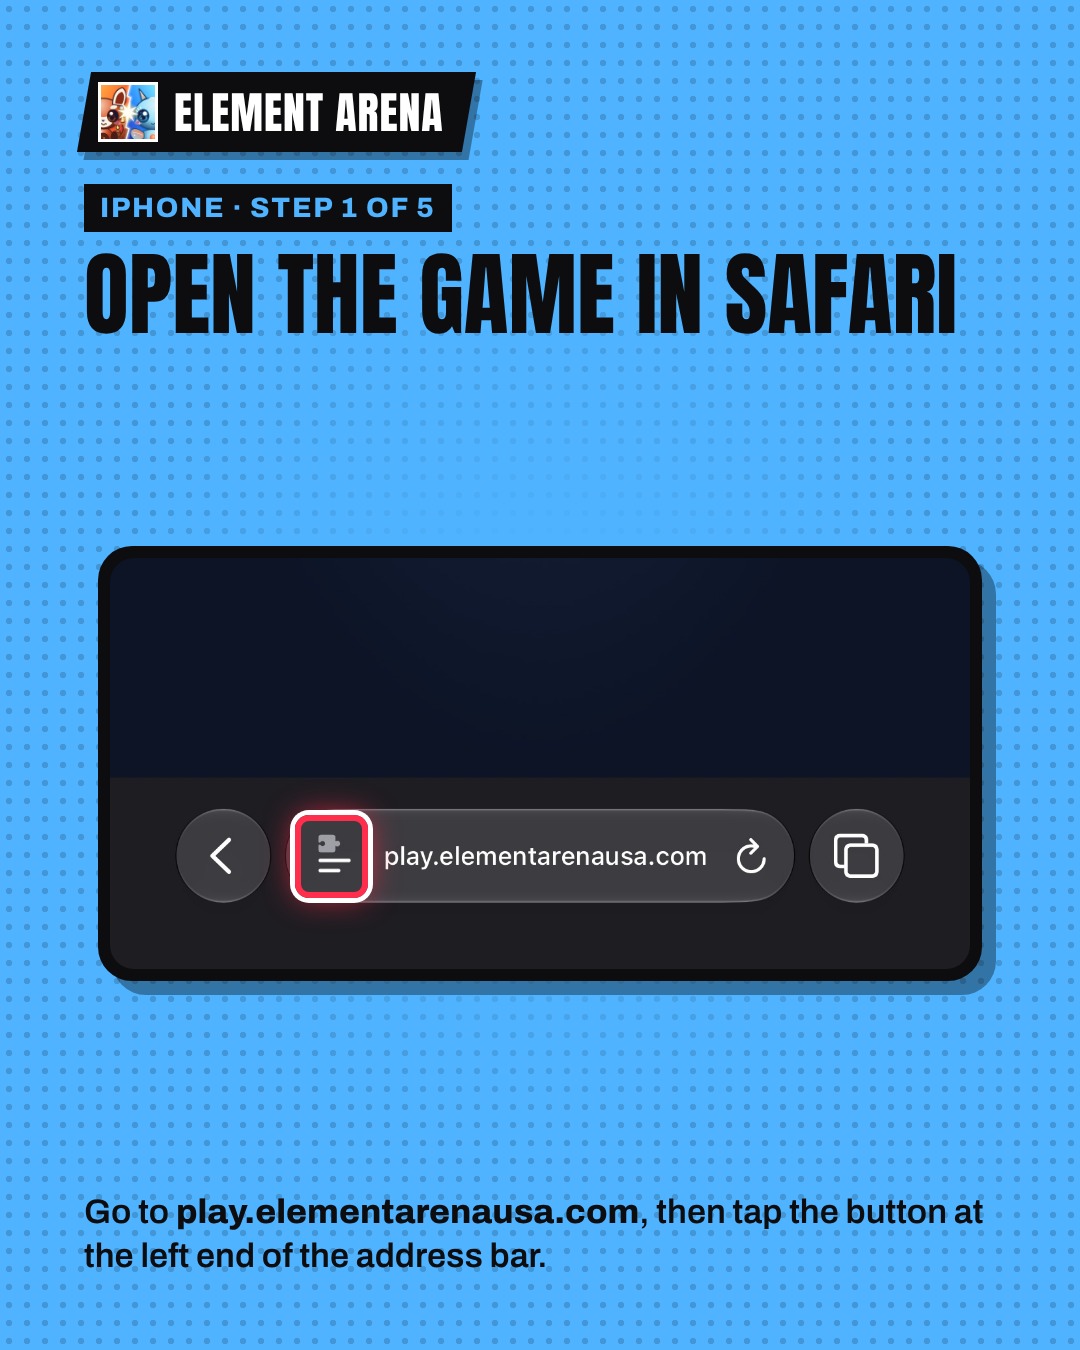 ELEMENT ARENA
IPHONE · STEP 1 OF 5
OPEN THE GAME IN SAFARI
play.elementarenausa.com
Go to play.elementarenausa.com, then tap the button at
the left end of the address bar.